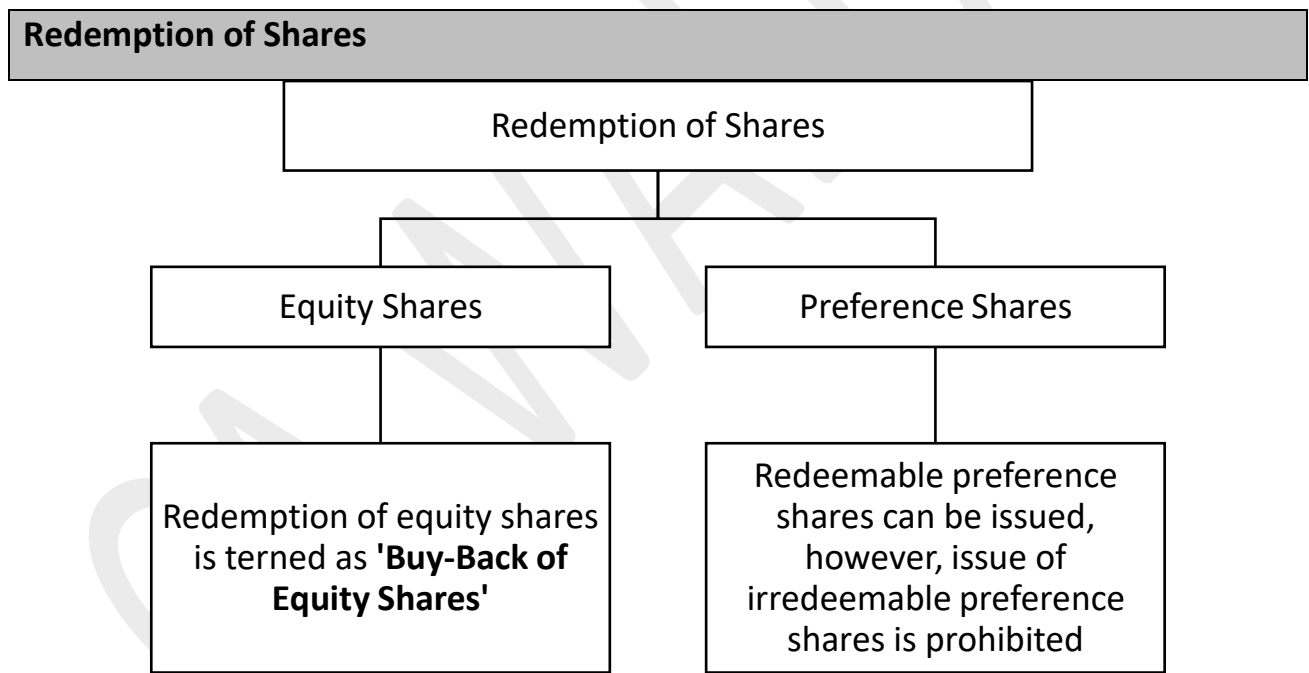 Redemption of Shares
Redemption of Shares
Equity Shares
Preference Shares
Redemption of equity shares
is terned as 'Buy-Back of
Equity Shares'
Redeemable preference
shares can be issued,
however, issue of
irredeemable preference
shares is prohibited